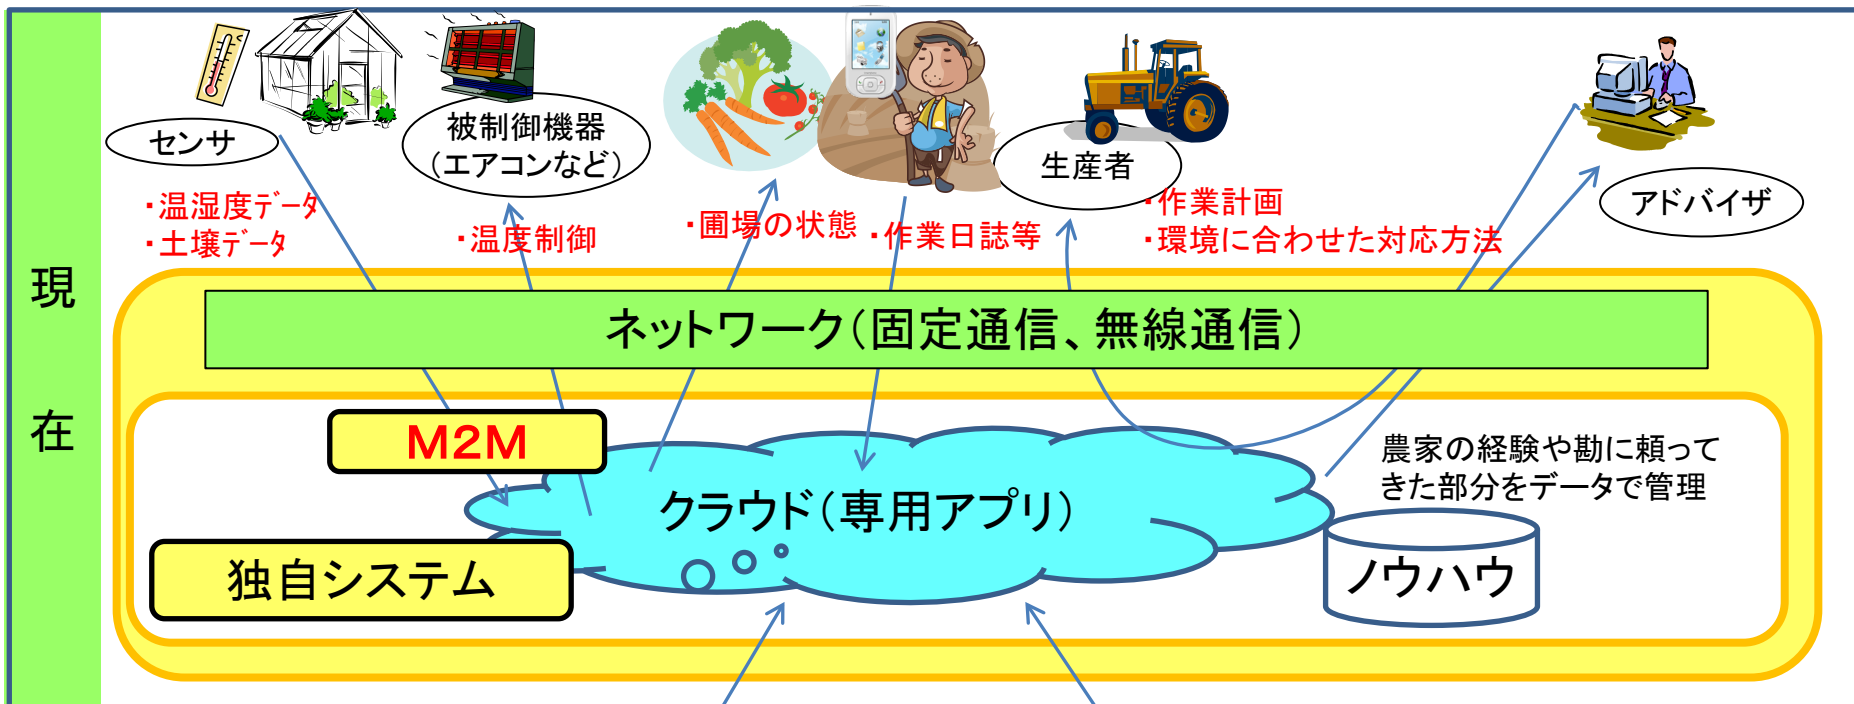 現
在
センサ
被制御機器
(エアコンなど)
生産者
アドバイザ
・温湿度データ
・土壌データ
・温度制御
・圃場の状態
・作業日誌等
・作業計画
・環境に合わせた対応方法
ネットワーク(固定通信、無線通信)
M2M
クラウド(専用アプリ)
独自システム
農家の経験や勘に頼って
きた部分をデータで管理
ノウハウ